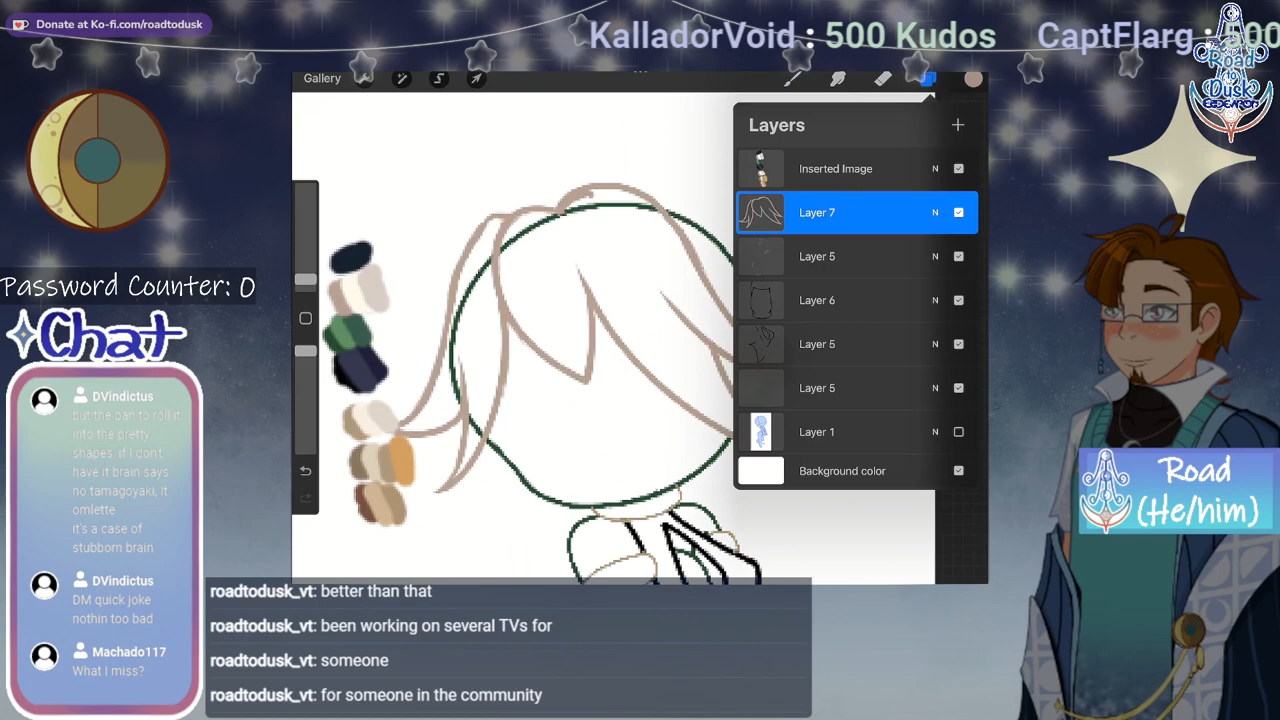 Donate at Ko-fi.com/roadtodusk
KalladorVoid : 500 Kudos CaptFlarg : 500
Road
to
Dusk
Gallery
Layers
Inserted Image N
Layer 7 N
Layer 5 N
Layer 6 N
Layer 5 N
Layer 5 N
Layer 1 N
Background color
Password Counter: 0
Chat
DVindictus
but the pan to roll it
into the pretty
shapes. if I don't
have it brain says
no tamagoyaki, it
omlette
it's a case of
stubborn brain
DVindictus
DM quick joke
nothin too bad
Machado117
What I miss?
roadtodusk_vt: better than that
roadtodusk_vt: been working on several TVs for
roadtodusk_vt: someone
roadtodusk_vt: for someone in the community
Road
(He/him)